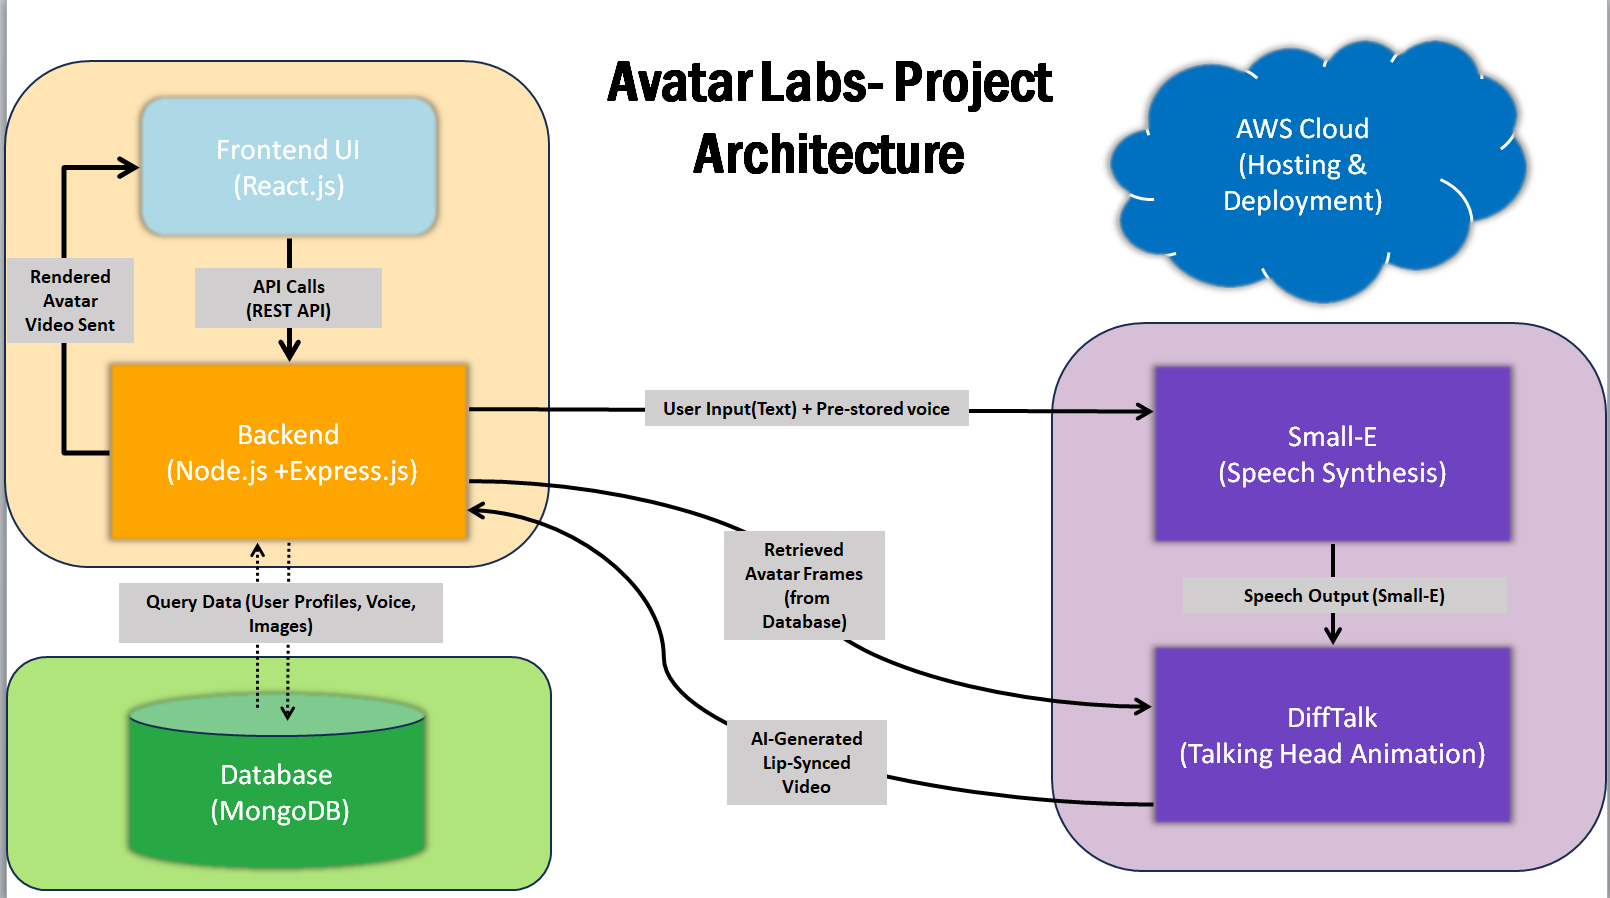 Avatar Labs- Project
Architecture
AWS Cloud
(Hosting &
Deployment)
Frontend UI
(React.js)
Rendered
Avatar
Video Sent
API Calls
(REST API)
Backend
(Node.js +Express.js)
User Input(Text) + Pre-stored voice
Small-E
(Speech Synthesis)
Retrieved
Avatar Frames
(from
Database)
Query Data (User Profiles, Voice,
Images)
Speech Output (Small-E)
DiffTalk
(Talking Head Animation)
AI-Generated
Lip-Synced
Video
Database
(MongoDB)